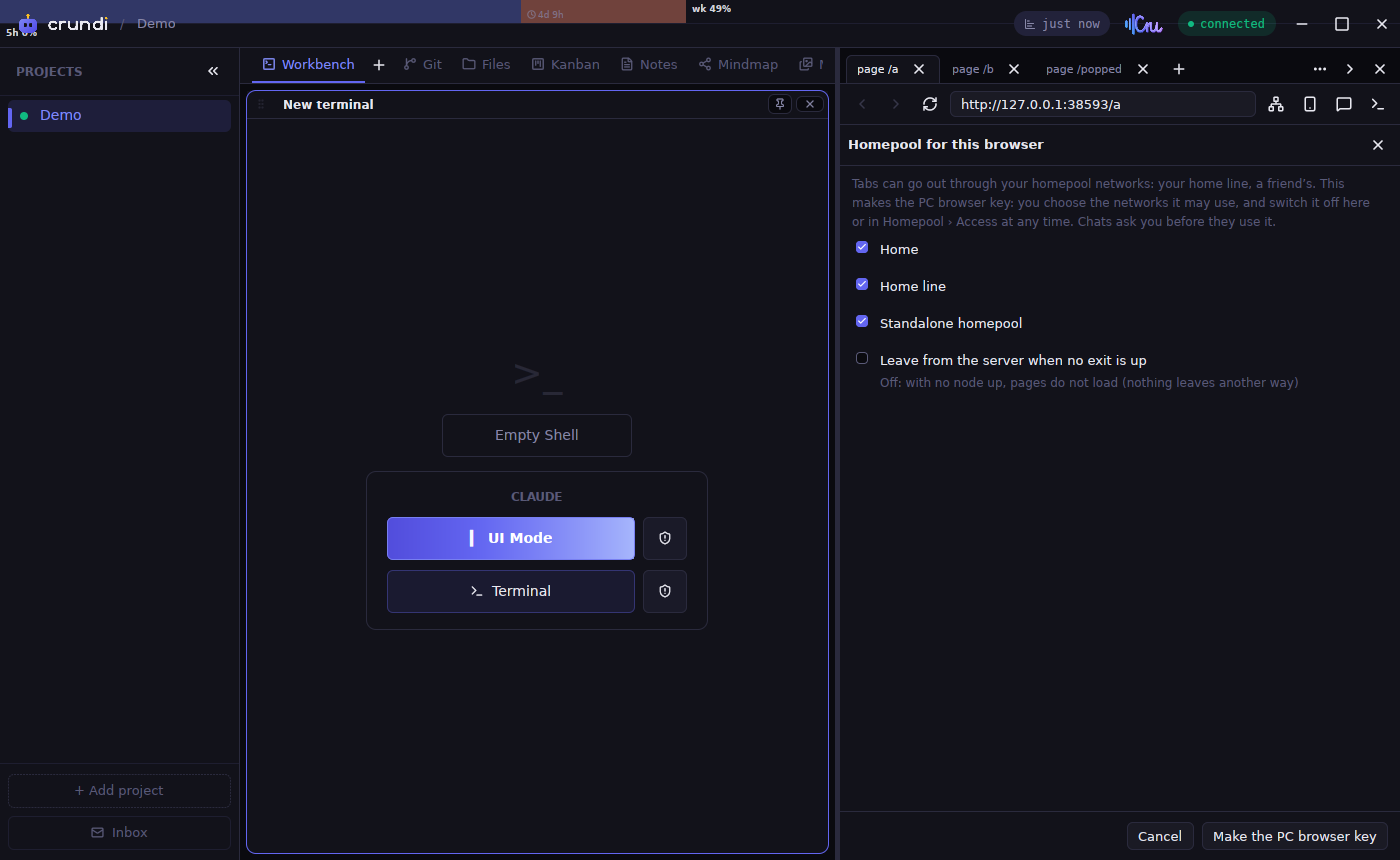 4d 9h
wk 49%
crundi / Demo
just now
Cru
connected
PROJECTS
Demo
+ Add project
Inbox
Workbench
Git
Files
Kanban
Notes
Mindmap
New terminal
>_
Empty Shell
CLAUDE
UI Mode
Terminal
page /a
page /b
page /popped
http://127.0.0.1:38593/a
Homepool for this browser
Tabs can go out through your homepool networks: your home line, a friend’s. This
makes the PC browser key: you choose the networks it may use, and switch it off here
or in Homepool › Access at any time. Chats ask you before they use it.
Home
Home line
Standalone homepool
Leave from the server when no exit is up
Off: with no node up, pages do not load (nothing leaves another way)
Cancel
Make the PC browser key